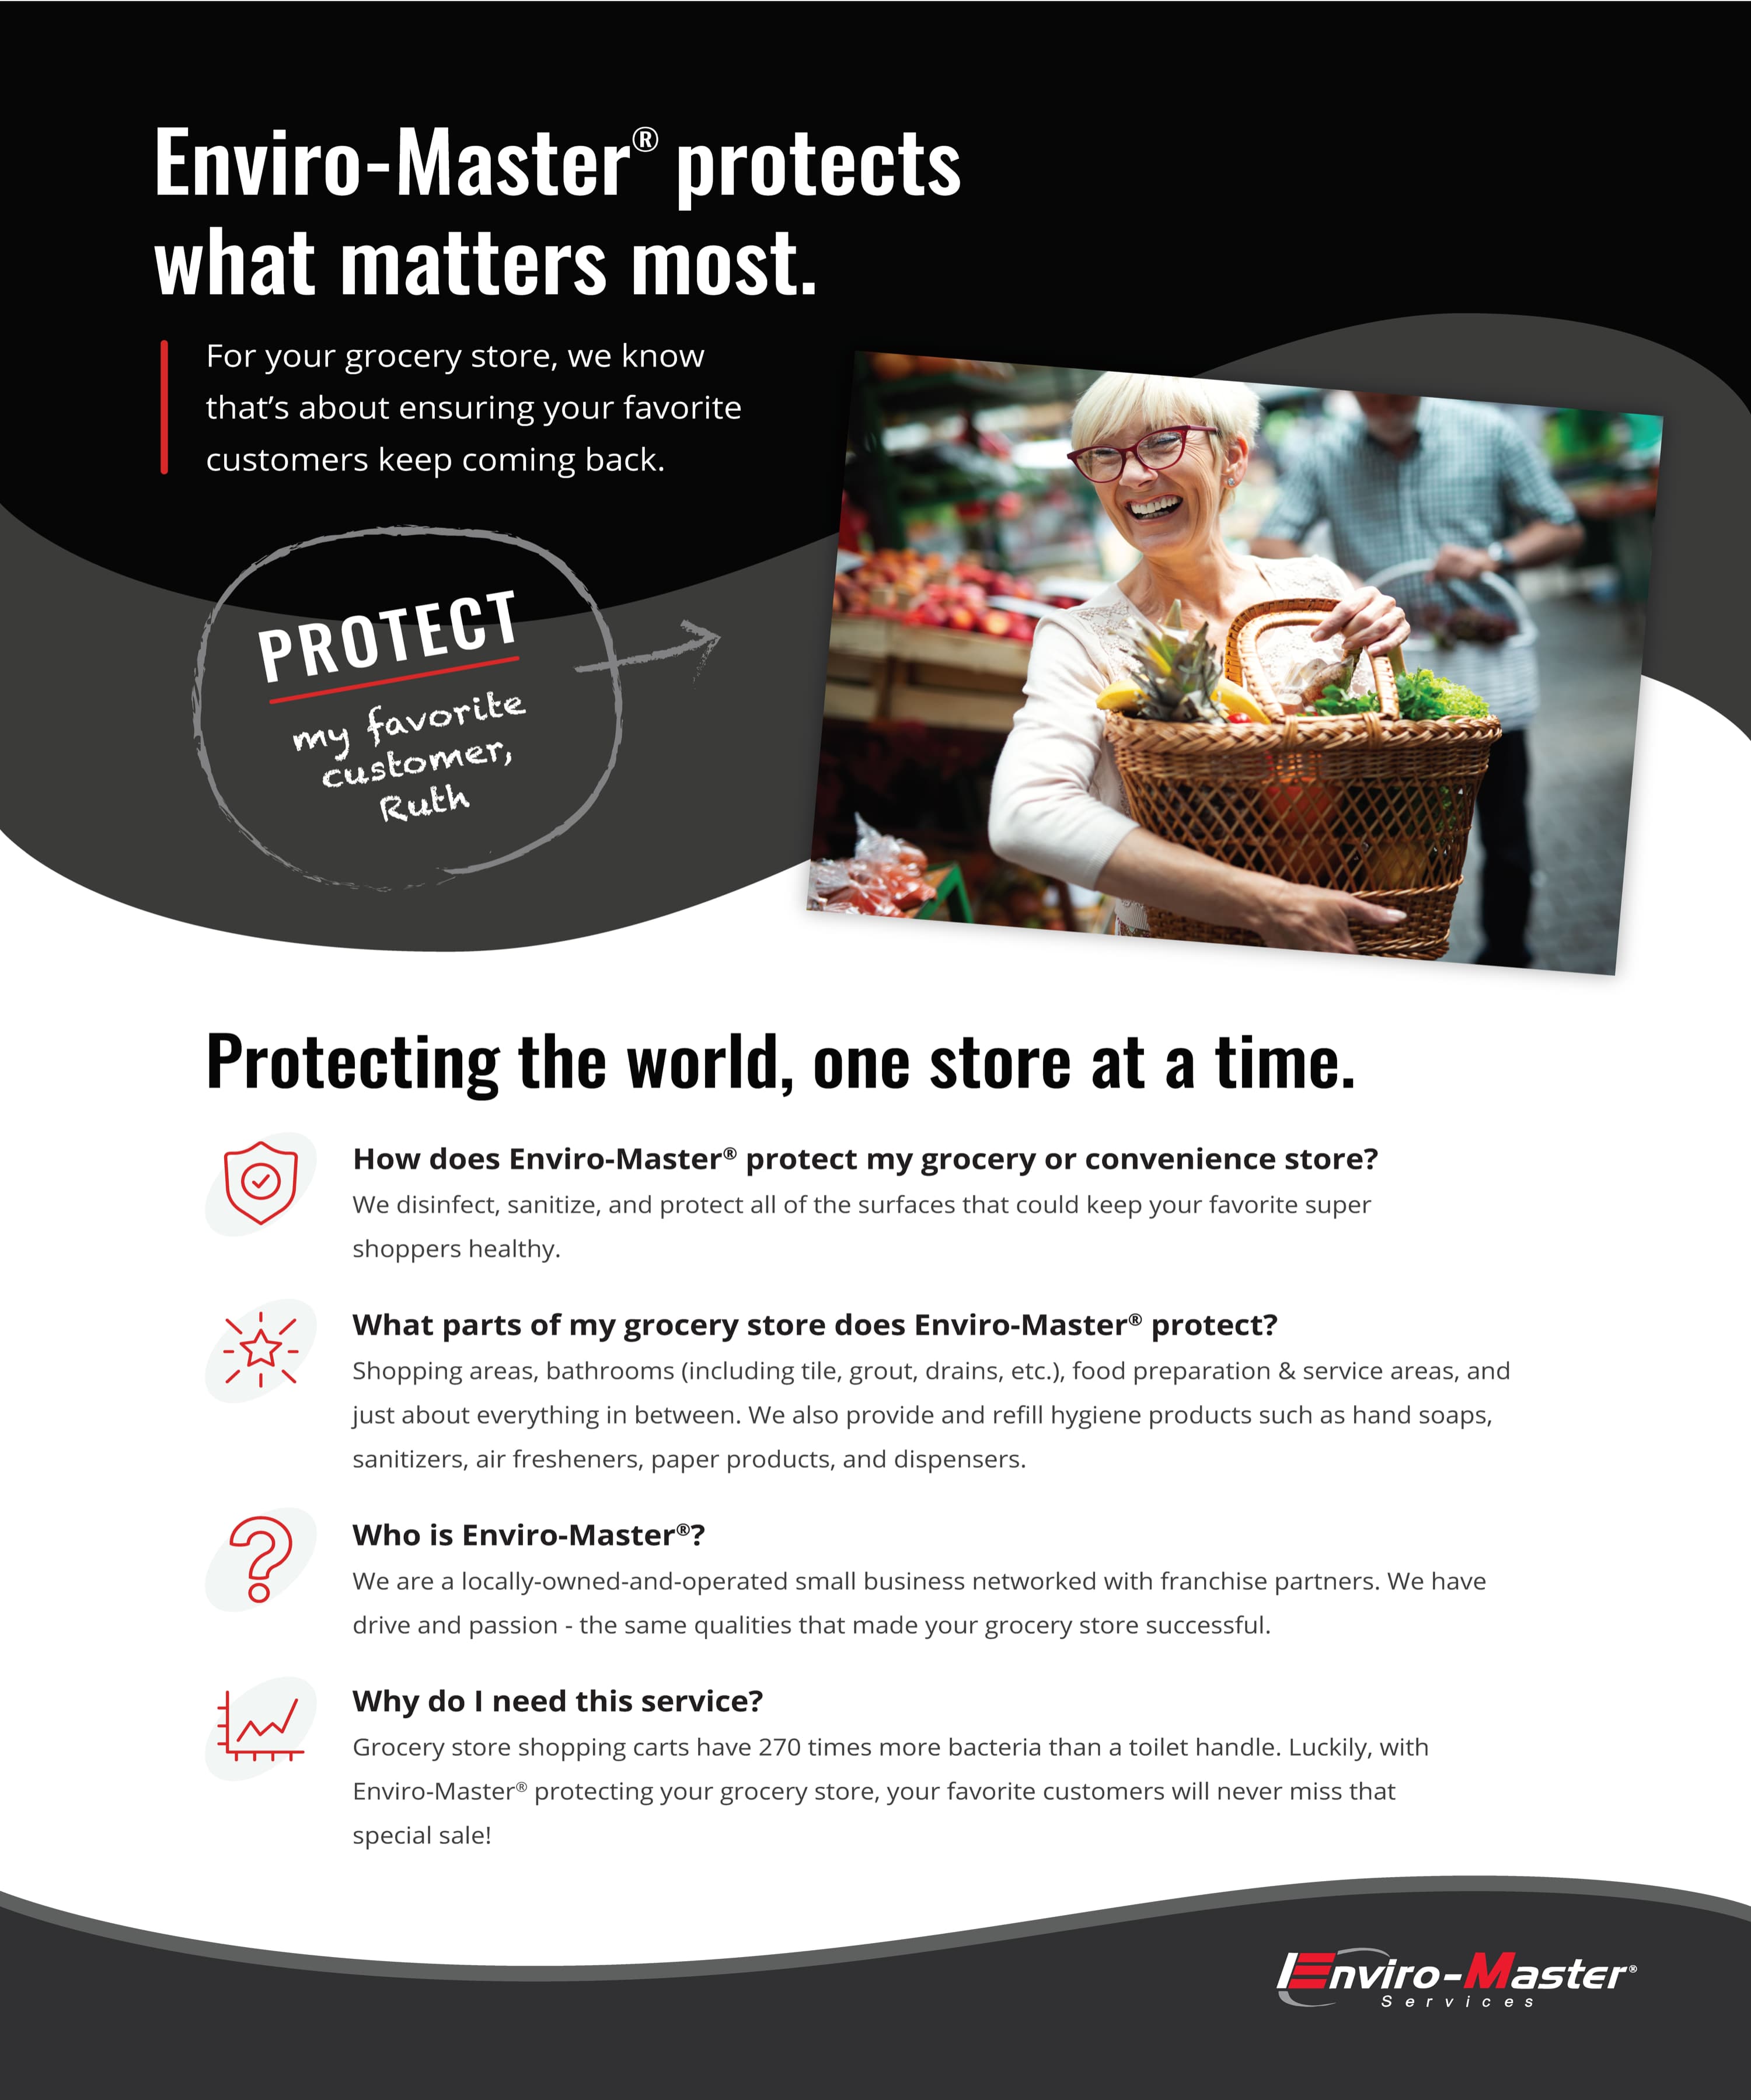 Enviro-Master® protects
what matters most.
For your grocery store, we know
that’s about ensuring your favorite
customers keep coming back.
PROTECT
my favorite
customer,
Ruth
Protecting the world, one store at a time.
How does Enviro-Master® protect my grocery or convenience store?
We disinfect, sanitize, and protect all of the surfaces that could keep your favorite super
shoppers healthy.
What parts of my grocery store does Enviro-Master® protect?
Shopping areas, bathrooms (including tile, grout, drains, etc.), food preparation & service areas, and
just about everything in between. We also provide and refill hygiene products such as hand soaps,
sanitizers, air fresheners, paper products, and dispensers.
Who is Enviro-Master®?
We are a locally-owned-and-operated small business networked with franchise partners. We have
drive and passion - the same qualities that made your grocery store successful.
Why do I need this service?
Grocery store shopping carts have 270 times more bacteria than a toilet handle. Luckily, with
Enviro-Master® protecting your grocery store, your favorite customers will never miss that
special sale!
Enviro-Master®
Services